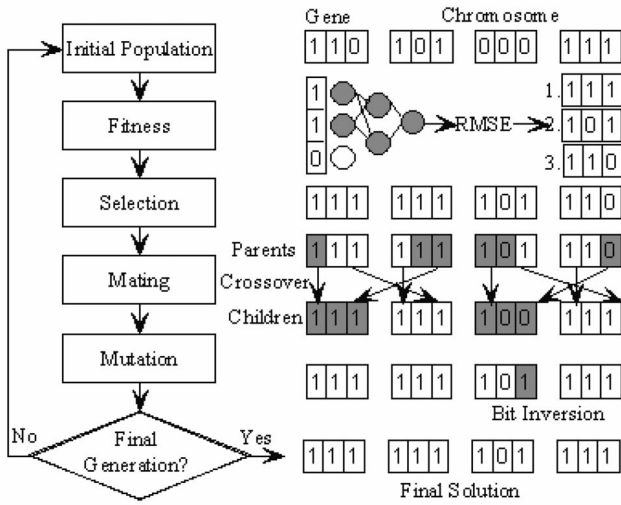 Gene Chromosome
Initial Population 1 1 0 1 0 1 0 0 0 1 1 1
1 1. 1 1 1
Fitness 1 RMSE 2. 1 0 1
0 3. 1 1 0
Selection 1 1 1 1 1 1 1 0 1 1 1 0
Parents 1 1 1 1 1 1 1 0 1 1 1 0
Mating Crossover
Children 1 1 1 1 1 1 1 0 0 1 1 1
Mutation 1 1 1 1 1 1 1 0 1 1 1 1
Bit Inversion
No Final Generation? Yes 1 1 1 1 1 1 1 0 1 1 1 1
Final Solution